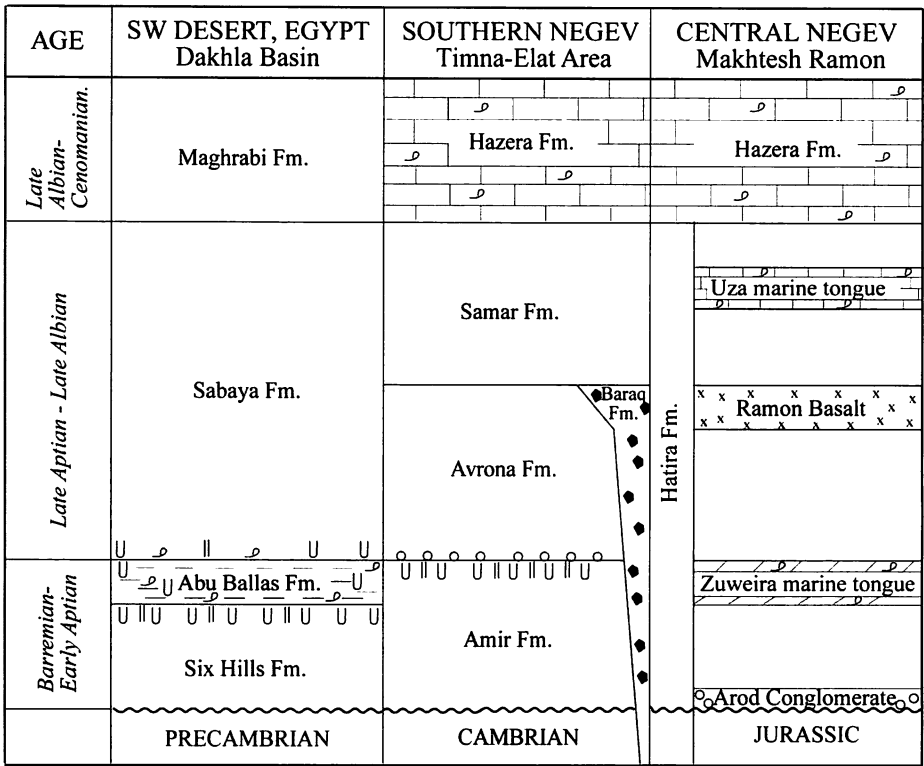 AGE
SW DESERT, EGYPT
Dakhla Basin
SOUTHERN NEGEV
Timna-Elat Area
CENTRAL NEGEV
Makhtesh Ramon
Late
Albian-
Cenomanian.
Maghrabi Fm.
Hazera Fm.
Hazera Fm.
Late Aptian - Late Albian
Sabaya Fm.
Samar Fm.
Baraq
Fm.
Avrona Fm.
Hatira Fm.
Uza marine tongue
Ramon Basalt
Barremian-
Early Aptian
Abu Ballas Fm.
Six Hills Fm.
Amir Fm.
Zuweira marine tongue
Arod Conglomerate
PRECAMBRIAN
CAMBRIAN
JURASSIC